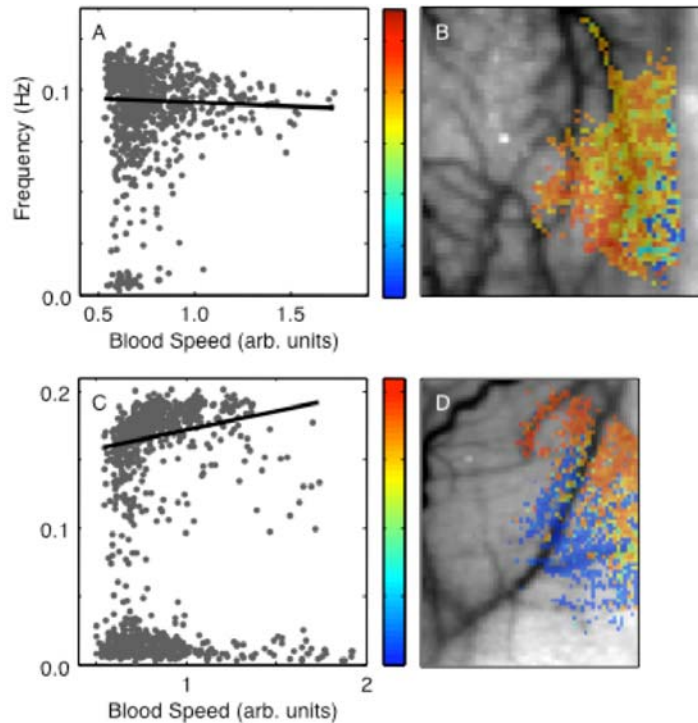 A
B
Frequency (Hz)
0.1
0.0
0.5
1.0
1.5
Blood Speed (arb. units)
C
D
0.2
0.1
0.0
1
2
Blood Speed (arb. units)